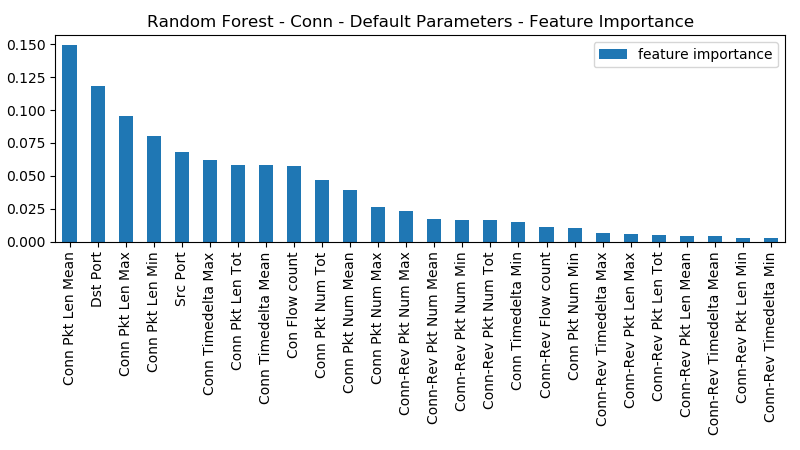 Random Forest - Conn - Default Parameters - Feature Importance
feature importance
0.150
0.125
0.100
0.075
0.050
0.025
0.000
Conn Pkt Len Mean
Dst Port
Conn Pkt Len Max
Conn Pkt Len Min
Src Port
Conn Timedelta Max
Conn Pkt Len Tot
Conn Timedelta Mean
Con Flow count
Conn Pkt Num Tot
Conn Pkt Num Mean
Conn Pkt Num Max
Conn-Rev Pkt Num Max
Conn-Rev Pkt Num Mean
Conn-Rev Pkt Num Min
Conn-Rev Pkt Num Tot
Conn Timedelta Min
Conn-Rev Flow count
Conn Pkt Num Min
Conn-Rev Timedelta Max
Conn-Rev Pkt Len Max
Conn-Rev Pkt Len Tot
Conn-Rev Pkt Len Mean
Conn-Rev Timedelta Mean
Conn-Rev Pkt Len Min
Conn-Rev Timedelta Min